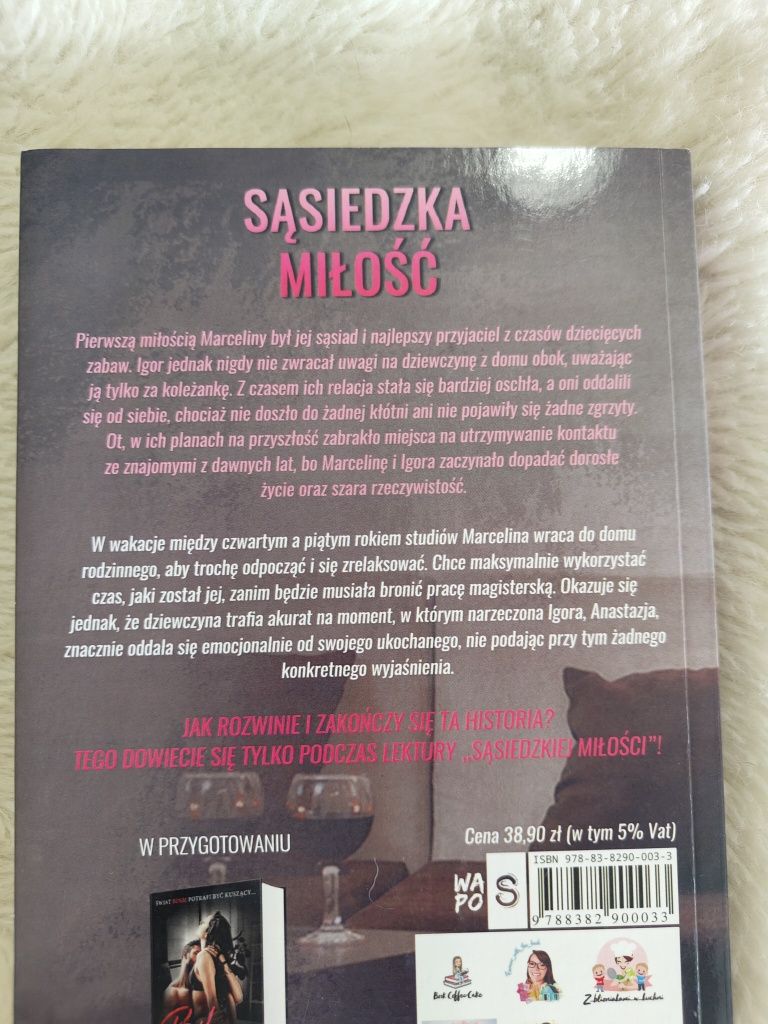 SĄSIEDZKA
MIŁOŚĆ
Pierwszą miłością Marceliny był jej sąsiad i najlepszy przyjaciel z czasów dziecięcych
zabaw. Igor jednak nigdy nie zwracał uwagi na dziewczynę z domu obok, uważając
ją tylko za koleżankę. Z czasem ich relacja stała się bardziej oschła, a oni oddalili
się od siebie, chociaż nie doszło do żadnej kłótni ani nie pojawiły się żadne zgrzyty.
Ot, w ich planach na przyszłość zabrakło miejsca na utrzymywanie kontaktu
ze znajomymi z dawnych lat, bo Marcelinę i Igora zaczynało dopadać dorosłe
życie oraz szara rzeczywistość.
W wakacje między czwartym a piątym rokiem studiów Marcelina wraca do domu
rodzinnego, aby trochę odpocząć i się zrelaksować. Chce maksymalnie wykorzystać
czas, jaki został jej, zanim będzie musiała bronić pracę magisterską. Okazuje się
jednak, że dziewczyna trafia akurat na moment, w którym narzeczona Igora, Anastazja,
znacznie oddala się emocjonalnie od swojego ukochanego, nie podając przy tym żadnego
konkretnego wyjaśnienia.
JAK ROZWINIE I ZAKOŃCZY SIĘ TA HISTORIA?
TEGO DOWIECIE SIĘ TYLKO PODCZAS LEKTURY „SĄSIEDZKIEJ MIŁOŚCI”!
W PRZYGOTOWANIU
Cena 38,90 zł (w tym 5% Vat)
ISBN 978-83-8290-003-3
WA
PO
S
9 788382 900033
ŚWIAT POTRAFI BYĆ KUSZĄCY...
Book Coffee Cake
Z bliźniakami w kuchni